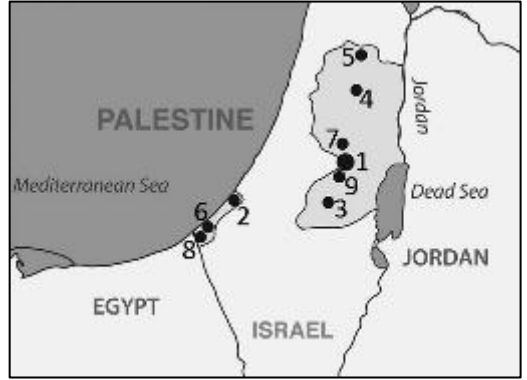 5
4
Jordan
PALESTINE
7
1
Mediterranean Sea
9
Dead Sea
2
3
6
8
JORDAN
EGYPT
ISRAEL